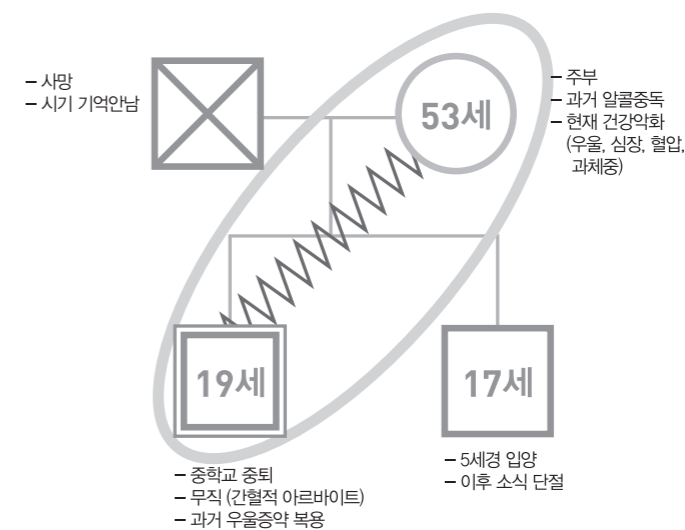 – 사망
– 시기 기억안남
53세
– 주부
– 과거 알콜중독
– 현재 건강악화
(우울, 심장, 혈압,
과체중)
19세
17세
– 중학교 중퇴
– 무직 (간헐적 아르바이트)
– 과거 우울증약 복용
– 5세경 입양
– 이후 소식 단절